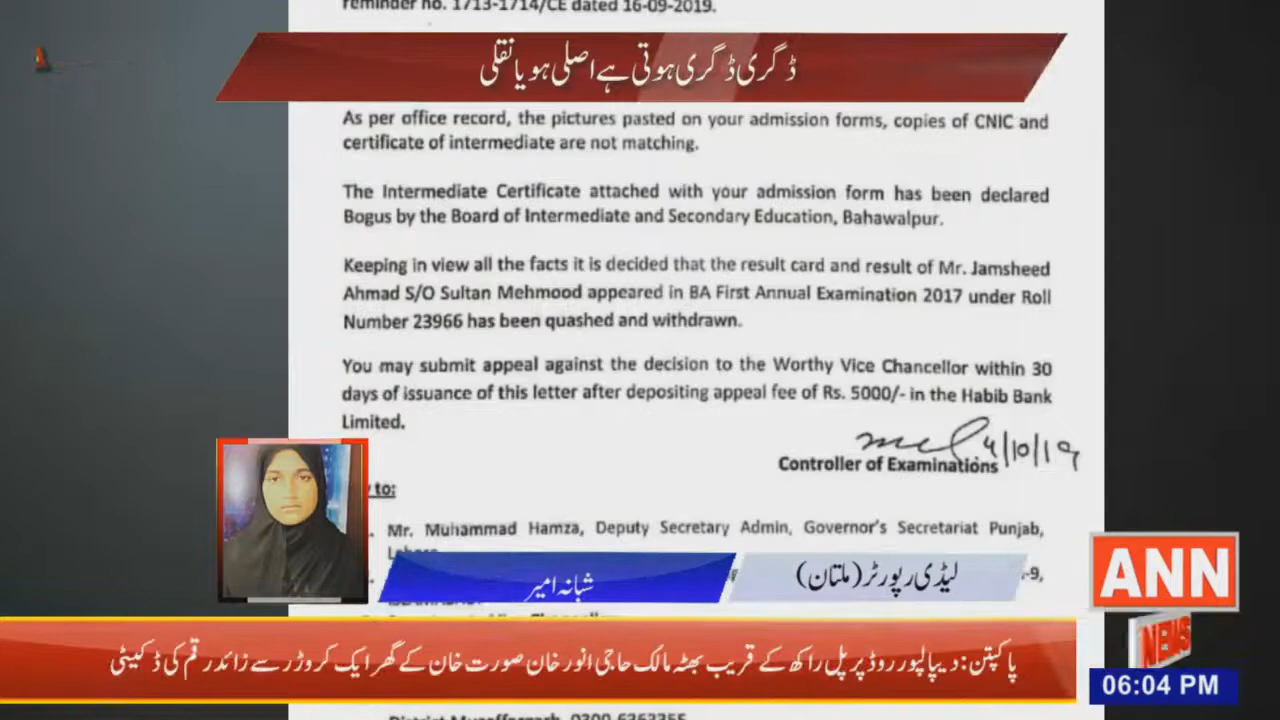 reminder no. 1713-1714/CE dated 16-09-2019.
ڈگری ڈگری ہوتی ہے اصلی ہو یا نقلی
As per office record, the pictures pasted on your admission forms, copies of CNIC and
certificate of intermediate are not matching.
The Intermediate Certificate attached with your admission form has been declared
Bogus by the Board of Intermediate and Secondary Education, Bahawalpur.
Keeping in view all the facts it is decided that the result card and result of Mr. Jamsheed
Ahmad S/O Sultan Mehmood appeared in BA First Annual Examination 2017 under Roll
Number 23966 has been quashed and withdrawn.
You may submit appeal against the decision to the Worthy Vice Chancellor within 30
days of issuance of this letter after depositing appeal fee of Rs. 5000/- in the Habib Bank
Limited.
4/10/19
Controller of Examinations
to:
Mr. Muhammad Hamza, Deputy Secretary Admin, Governor's Secretariat Punjab,
لیڈی رپورٹر (ملتان)
شبانہ امیر
-9,
ANN
NEWS
پاکپتن: دیپالپور روڈ پر پل راکھ کے قریب بھٹہ مالک حاجی انور خان صورت خان کے گھر ایک کروڑ سے زائد رقم کی ڈکیتی
06:04 PM